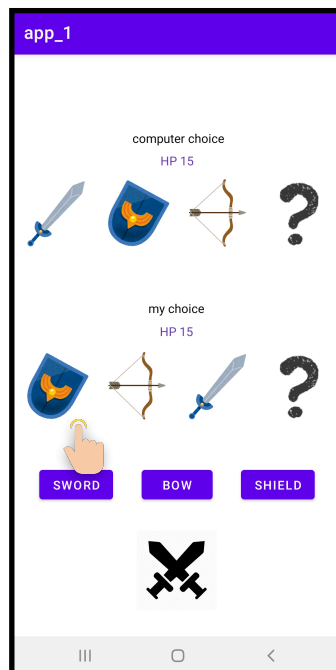 app_1
computer choice
HP 15
my choice
HP 15
SWORD BOW SHIELD